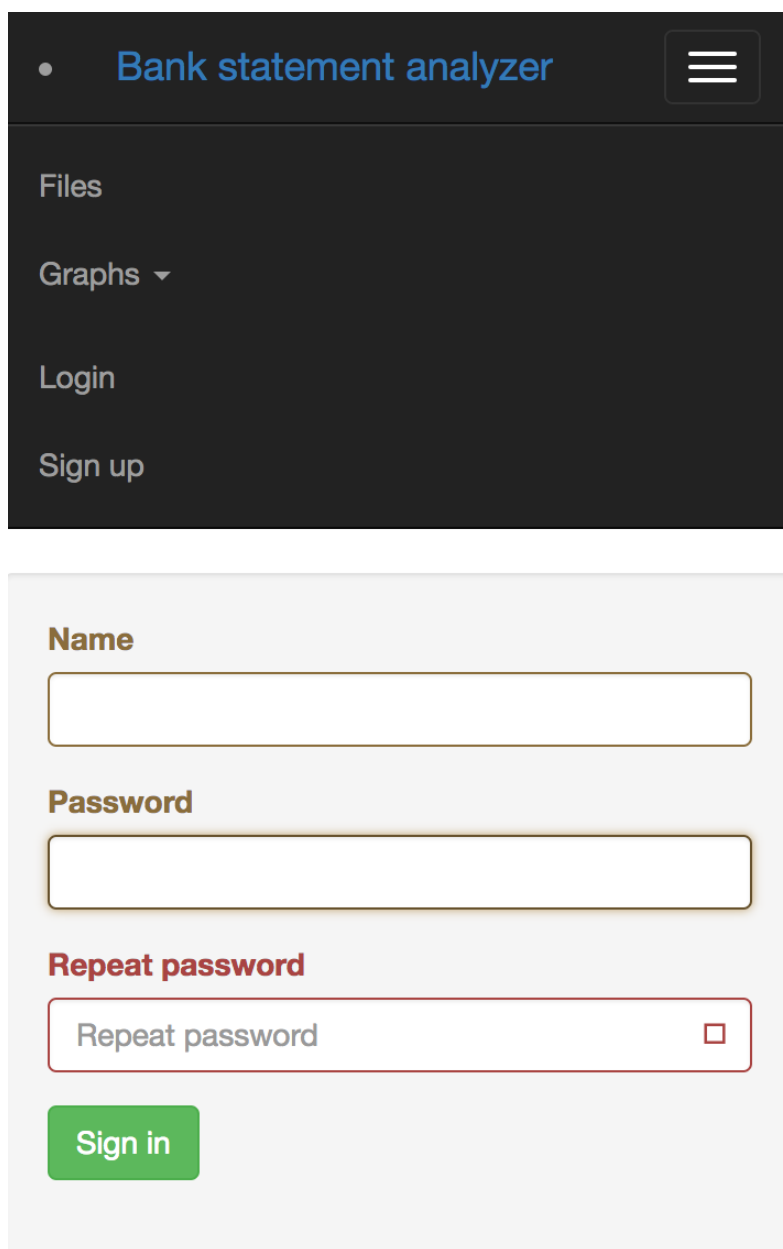 Bank statement analyzer
Files
Graphs
Login
Sign up
Name
Password
Repeat password
Repeat password
Sign in